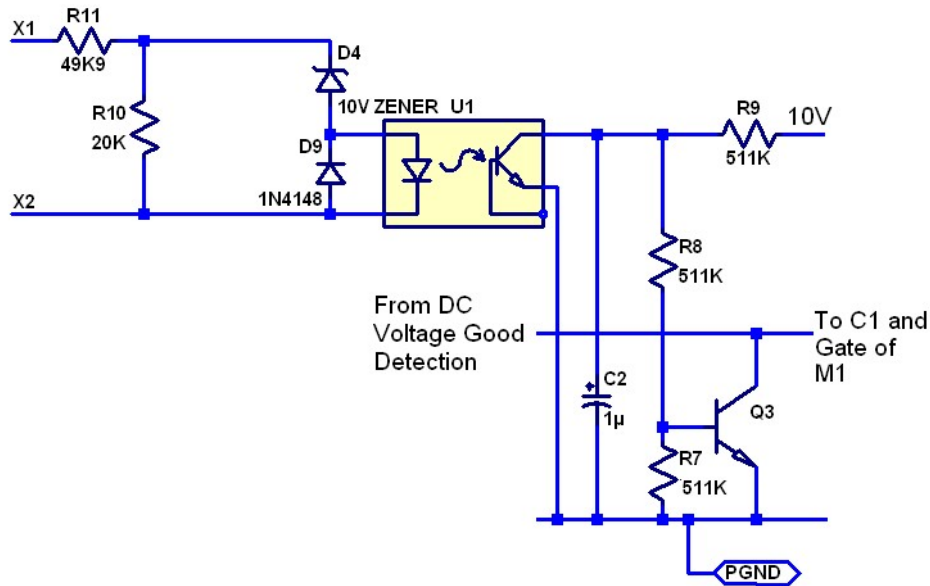 R11
X1
49K9
D4
10V ZENER U1
R10
20K
D9
1N4148
X2
R9
10V
511K
R8
511K
From DC
Voltage Good
Detection
To C1 and
Gate of
M1
+
C2
1µ
Q3
R7
511K
PGND